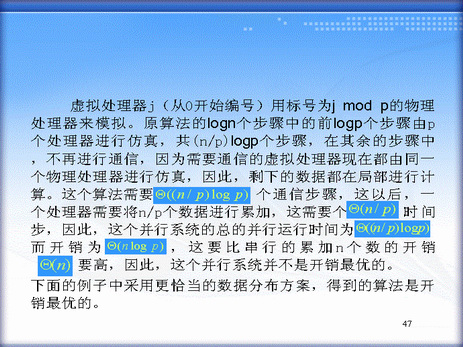 虚拟处理器j（从0开始编号）用标号为j mod p的物理
处理器来模拟。原算法的logn个步骤中的前logp个步骤由p
个处理器进行仿真，共(n/p)logp个步骤，在其余的步骤中
，不再进行通信，因为需要通信的虚拟处理器现在都由同一
个物理处理器进行仿真，因此，剩下的数据都在局部进行计
算。这个算法需要Θ((n/p)log p) 个通信步骤，这以后，一
个处理器需要将n/p个数据进行累加，这需要个Θ(n/p) 时间
步，因此，这个并行系统的总的并行运行时间为Θ((n/p)logp)
而开销为Θ(n log p)，这要比串行的累加n个数的开销
Θ(n) 要高，因此，这个并行系统并不是开销最优的。
下面的例子中采用更恰当的数据分布方案，得到的算法是开
销最优的。
47